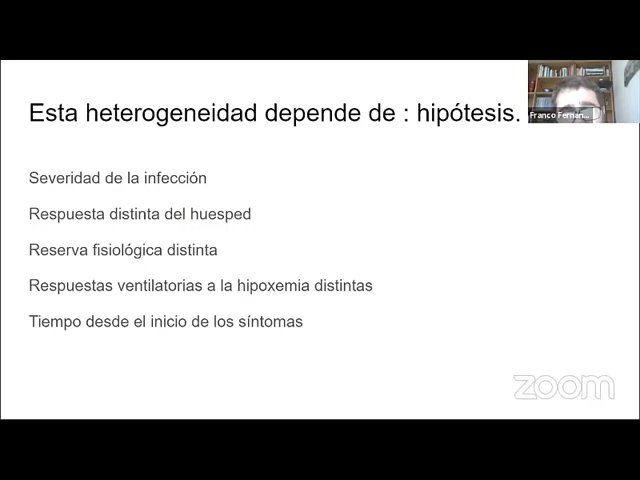 Esta heterogeneidad depende de : hipótesis.
Franco Fernan...
Severidad de la infección
Respuesta distinta del huesped
Reserva fisiológica distinta
Respuestas ventilatorias a la hipoxemia distintas
Tiempo desde el inicio de los síntomas
zoom